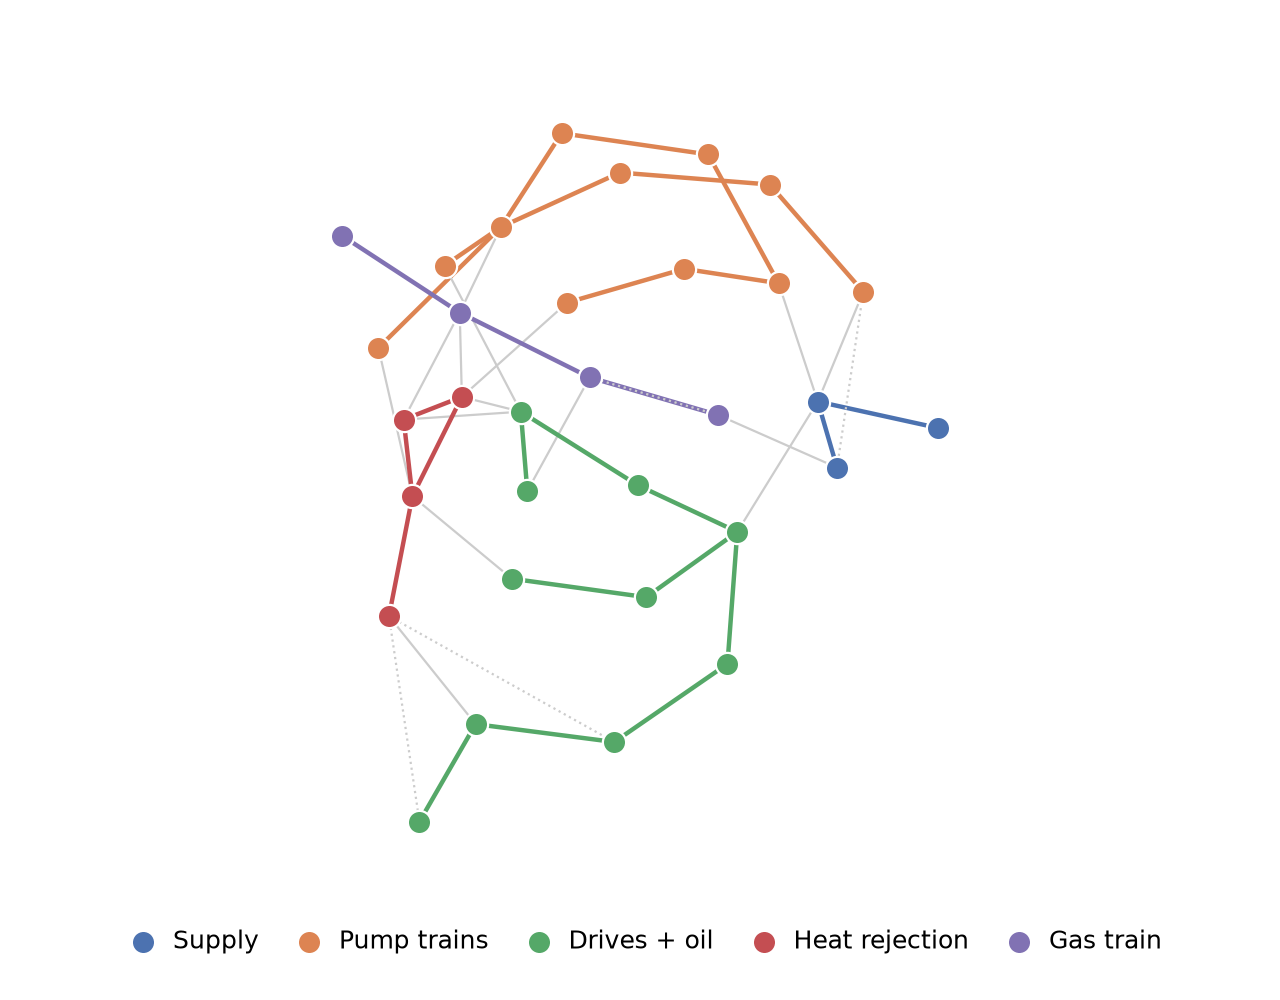 Supply
Pump trains
Drives + oil
Heat rejection
Gas train